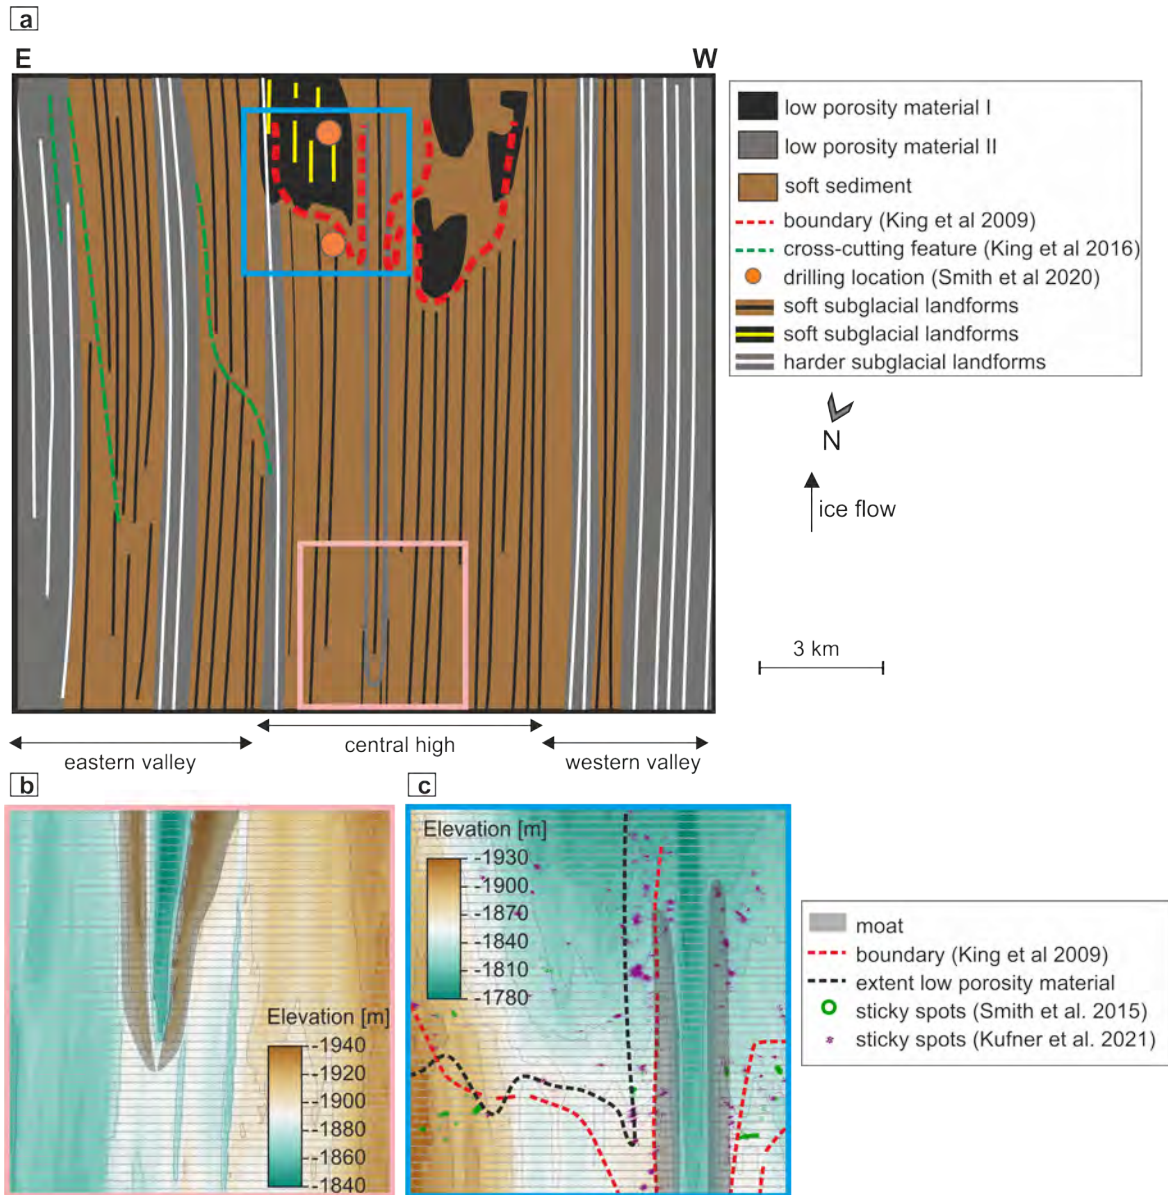 a
E
W
low porosity material I
low porosity material II
soft sediment
boundary (King et al 2009)
cross-cutting feature (King et al 2016)
drilling location (Smith et al 2020)
soft subglacial landforms
soft subglacial landforms
harder subglacial landforms
N
ice flow
3 km
eastern valley
central high
western valley
b
c
Elevation [m]
-1930
-1900
-1870
-1840
-1810
-1780
Elevation [m]
-1940
-1920
-1900
-1880
-1860
-1840
moat
boundary (King et al 2009)
extent low porosity material
sticky spots (Smith et al. 2015)
sticky spots (Kufner et al. 2021)